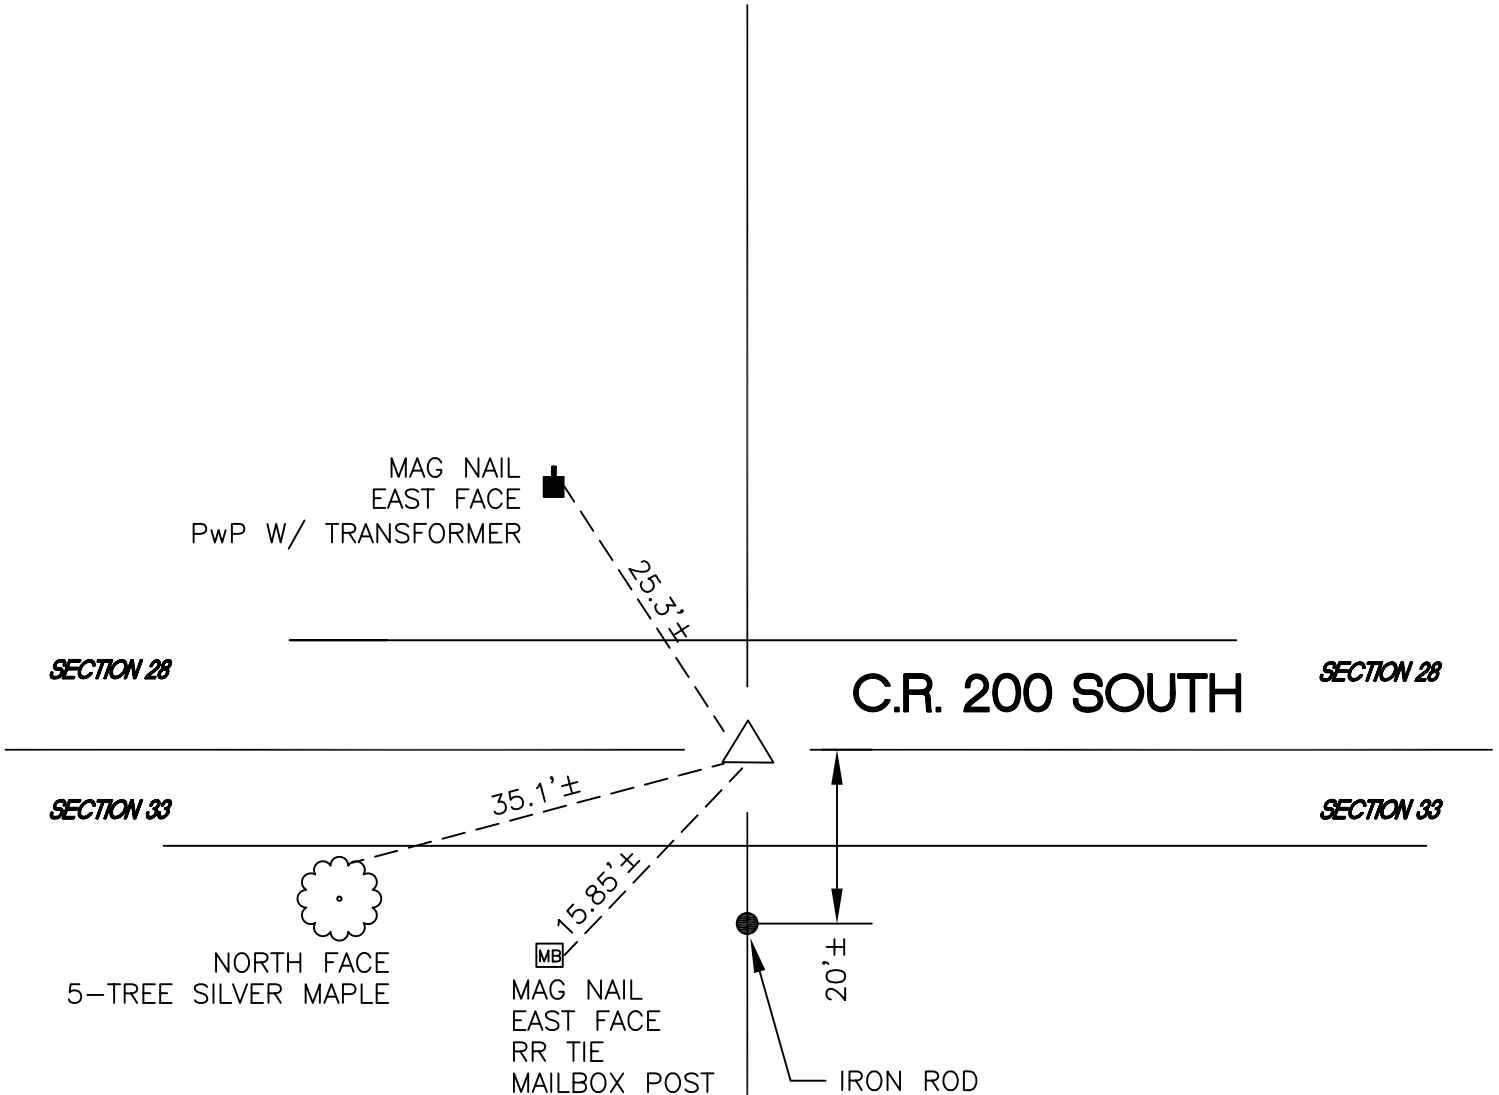 MAG NAIL
EAST FACE
PwP W/ TRANSFORMER
25.3'±
SECTION 28
SECTION 28
C.R. 200 SOUTH
35.1'±
SECTION 33
SECTION 33
15.85'±
MB
20'±
NORTH FACE
5-TREE SILVER MAPLE
MAG NAIL
EAST FACE
RR TIE
MAILBOX POST
IRON ROD